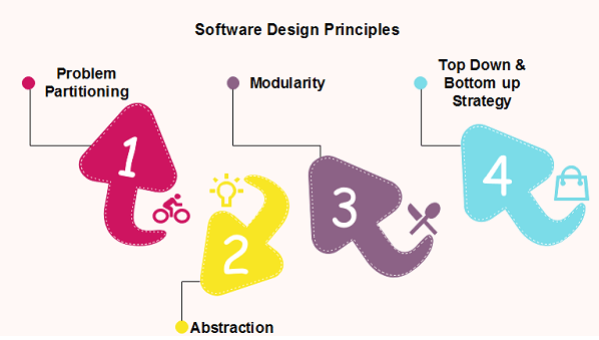 Software Design Principles
Problem
Partitioning
Modularity
Top Down &
Bottom up
Strategy
1
2
3
4
Abstraction